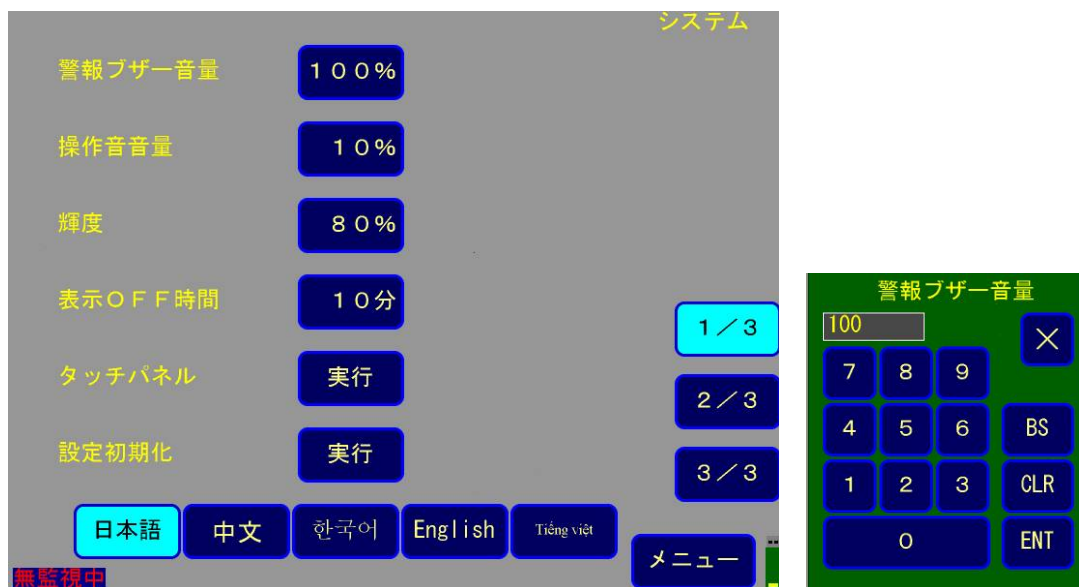 システム
警報ブザー音量 １００%
操作音音量 １０%
輝度 ８０%
表示ＯＦＦ時間 １０分
１／３
タッチパネル 実行
２／３
設定初期化 実行
３／３
日本語 中文 한국어 English Tiếng việt
メニュー
無監視中
警報ブザー音量
100
×
７ ８ ９
４ ５ ６ BS
１ ２ ３ CLR
０ ENT